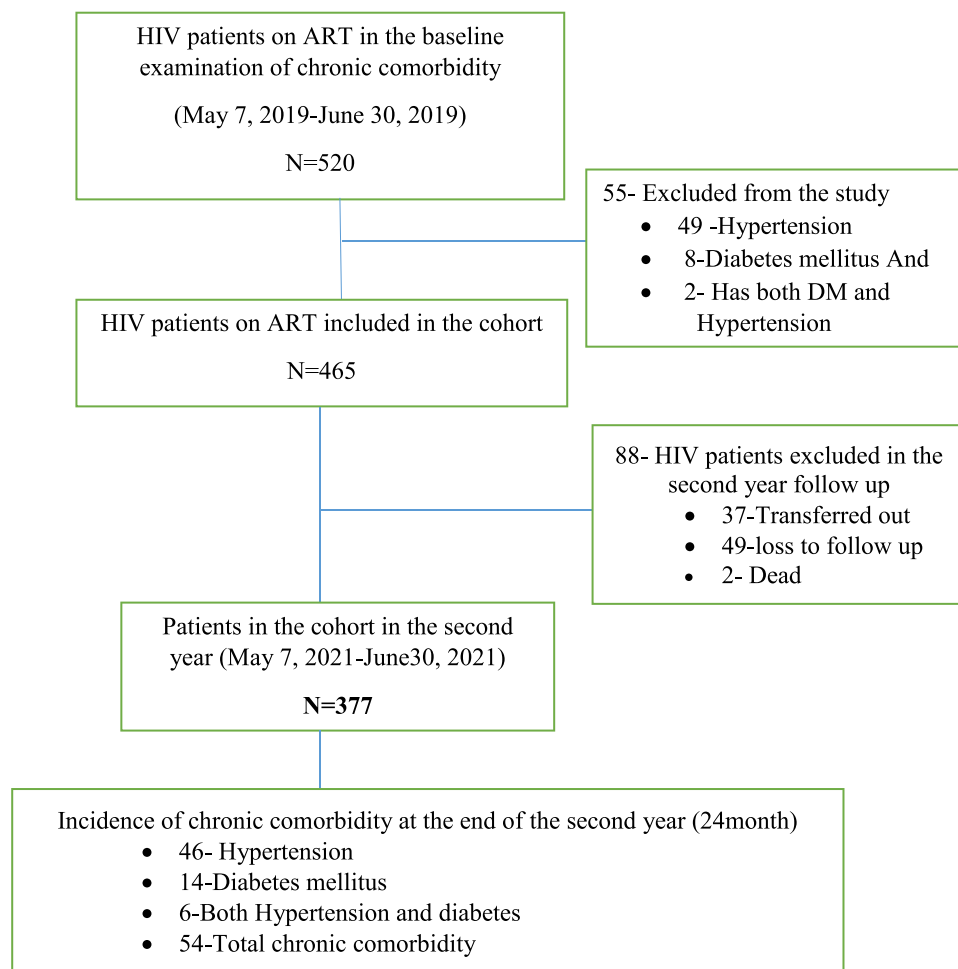 HIV patients on ART in the baseline
examination of chronic comorbidity
(May 7, 2019-June 30, 2019)
N=520
55- Excluded from the study
• 49 -Hypertension
• 8-Diabetes mellitus And
• 2- Has both DM and
Hypertension
HIV patients on ART included in the cohort
N=465
88- HIV patients excluded in the
second year follow up
• 37-Transferred out
• 49-loss to follow up
• 2- Dead
Patients in the cohort in the second
year (May 7, 2021-June30, 2021)
N=377
Incidence of chronic comorbidity at the end of the second year (24month)
• 46- Hypertension
• 14-Diabetes mellitus
• 6-Both Hypertension and diabetes
• 54-Total chronic comorbidity